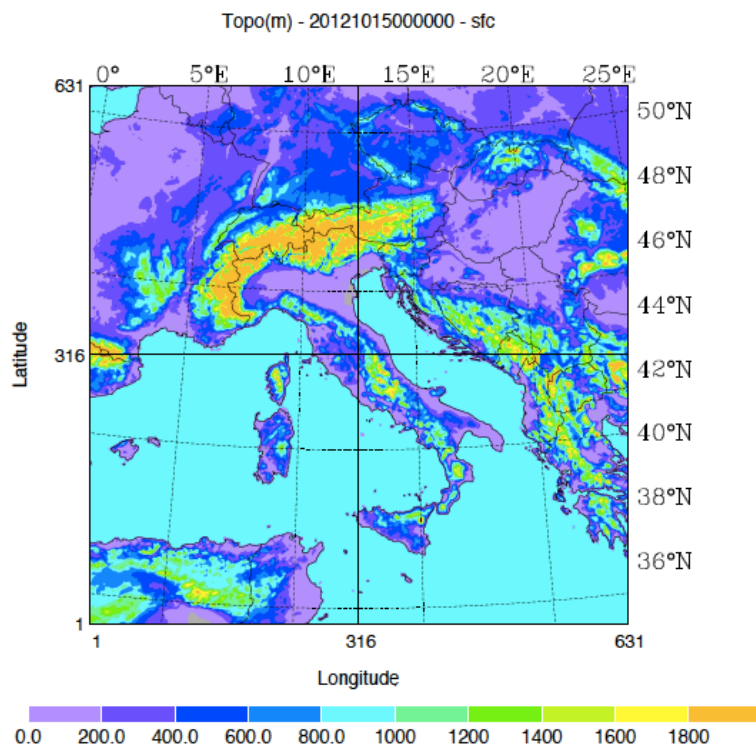 Topo(m) - 20121015000000 - sfc
0° 5°E 10°E 15°E 20°E 25°E
631
50°N
48°N
46°N
44°N
316
42°N
40°N
38°N
36°N
1
Latitude
1 316 631
Longitude
0.0 200.0 400.0 600.0 800.0 1000 1200 1400 1600 1800